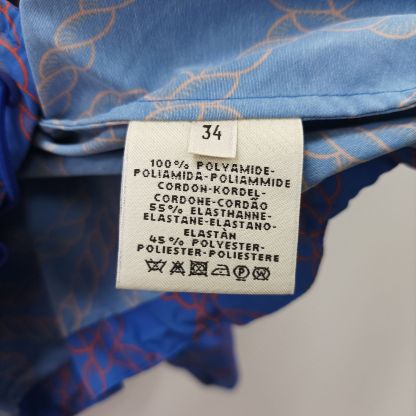 34
100% POLYAMIDE-
POLIAMIDA-POLIAMMIDE
CORDON-KORDEL-
CORDONE-CORDÃO
55% ELASTHANNE-
ELASTANE-ELASTANO-
ELASTÁN
45% POLYESTER-
POLIESTER-POLIESTERE